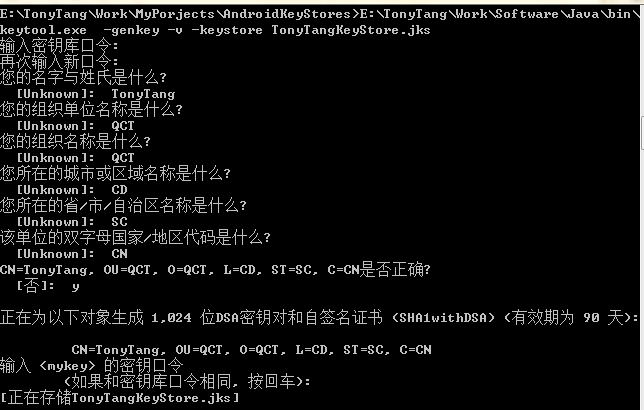 E:\TonyTang\Work\MyPorjects\AndroidKeyStores>E:\TonyTang\Work\Software\Java\bin\
keytool.exe  -genkey -v -keystore TonyTangKeyStore.jks
输入密钥库口令:
再次输入新口令:
您的名字与姓氏是什么?
  [Unknown]:  TonyTang
您的组织单位名称是什么?
  [Unknown]:  QCT
您的组织名称是什么?
  [Unknown]:  QCT
您所在的城市或区域名称是什么?
  [Unknown]:  CD
您所在的省/市/自治区名称是什么?
  [Unknown]:  SC
该单位的双字母国家/地区代码是什么?
  [Unknown]:  CN
CN=TonyTang, OU=QCT, O=QCT, L=CD, ST=SC, C=CN是否正确?
  [否]:  y
正在为以下对象生成 1,024 位DSA密钥对和自签名证书 (SHA1withDSA) (有效期为 90 天):
         CN=TonyTang, OU=QCT, O=QCT, L=CD, ST=SC, C=CN
输入 <mykey> 的密钥口令
        (如果和密钥库口令相同, 按回车):
[正在存储TonyTangKeyStore.jks]